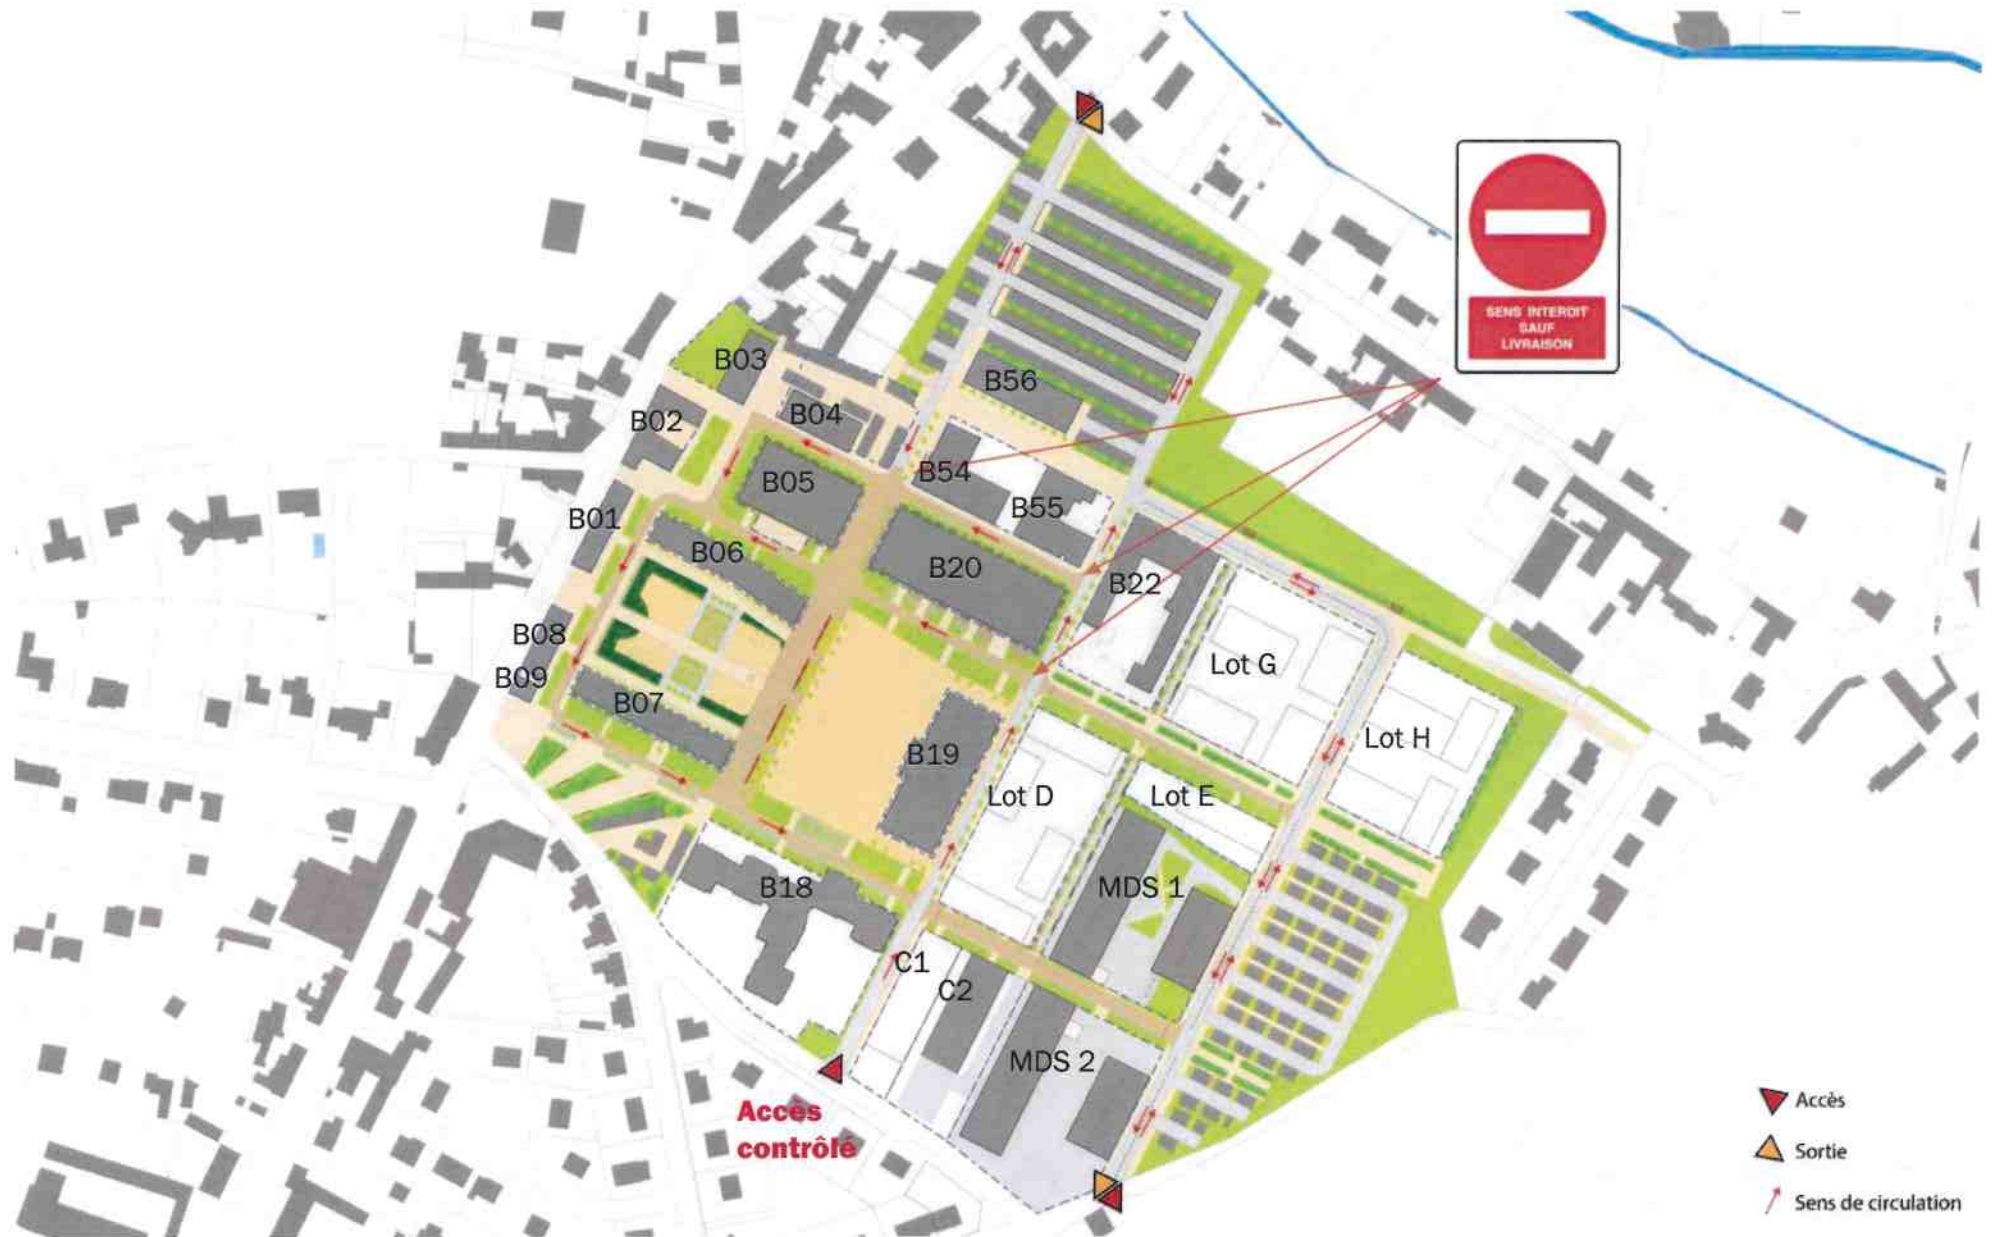 SENS INTERDIT
SAUF
LIVRAISON
B03
B56
B02
B04
B54
B05
B55
B01
B06
B20
B22
B08
Lot G
B09
B07
Lot H
B19
Lot D
Lot E
B18
MDS 1
C1
C2
MDS 2
Accès
contrôlé
Accès
Sortie
Sens de circulation